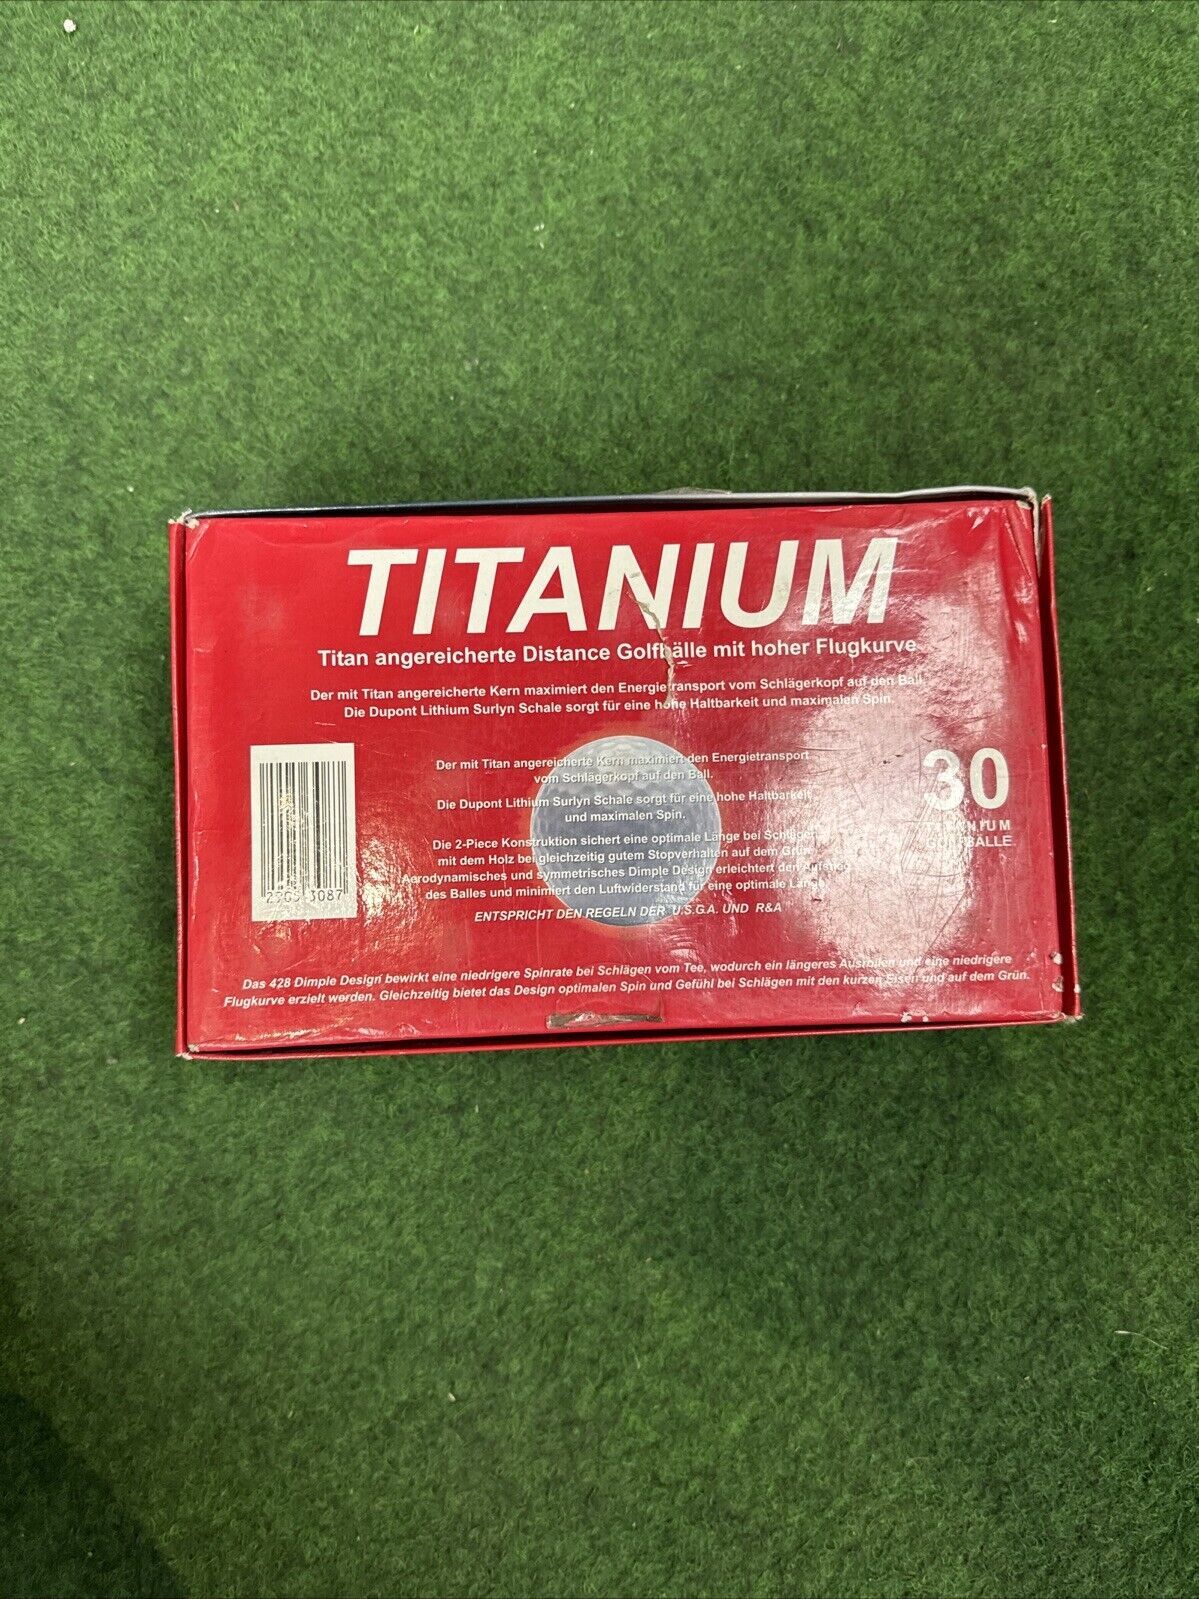 TITANIUM
Titan angereicherte Distance Golfbälle mit hoher Flugkurve
Der mit Titan angereicherte Kern maximiert den Energietransport vom Schlägerkopf auf den Ball.
Die Dupont Lithium Surlyn Schale sorgt für eine hohe Haltbarkeit und maximalen Spin.
Der mit Titan angereicherte Kern maximiert den Energietransport
vom Schlägerkopf auf den Ball.
Die Dupont Lithium Surlyn Schale sorgt für eine hohe Haltbarkeit
und maximalen Spin.
Die 2-Piece Konstruktion sichert eine optimale Länge bei Schlägen
mit dem Holz bei gleichzeitig gutem Stopverhalten auf dem Grün.
Aerodynamisches und symmetrisches Dimple Design erleichtert den Aufstieg
des Balles und minimiert den Luftwiderstand für eine optimale Länge.
ENTSPRICHT DEN REGELN DER U.S.G.A. UND R&A
30
TITANIUM
GOLFBÄLLE
3087
Das 428 Dimple Design bewirkt eine niedrigere Spinrate bei Schlägen vom Tee, wodurch ein längeres Ausrollen und eine niedrigere
Flugkurve erzielt werden. Gleichzeitig bietet das Design optimalen Spin und Gefühl bei Schlägen mit den kurzen Eisen und auf dem Grün.